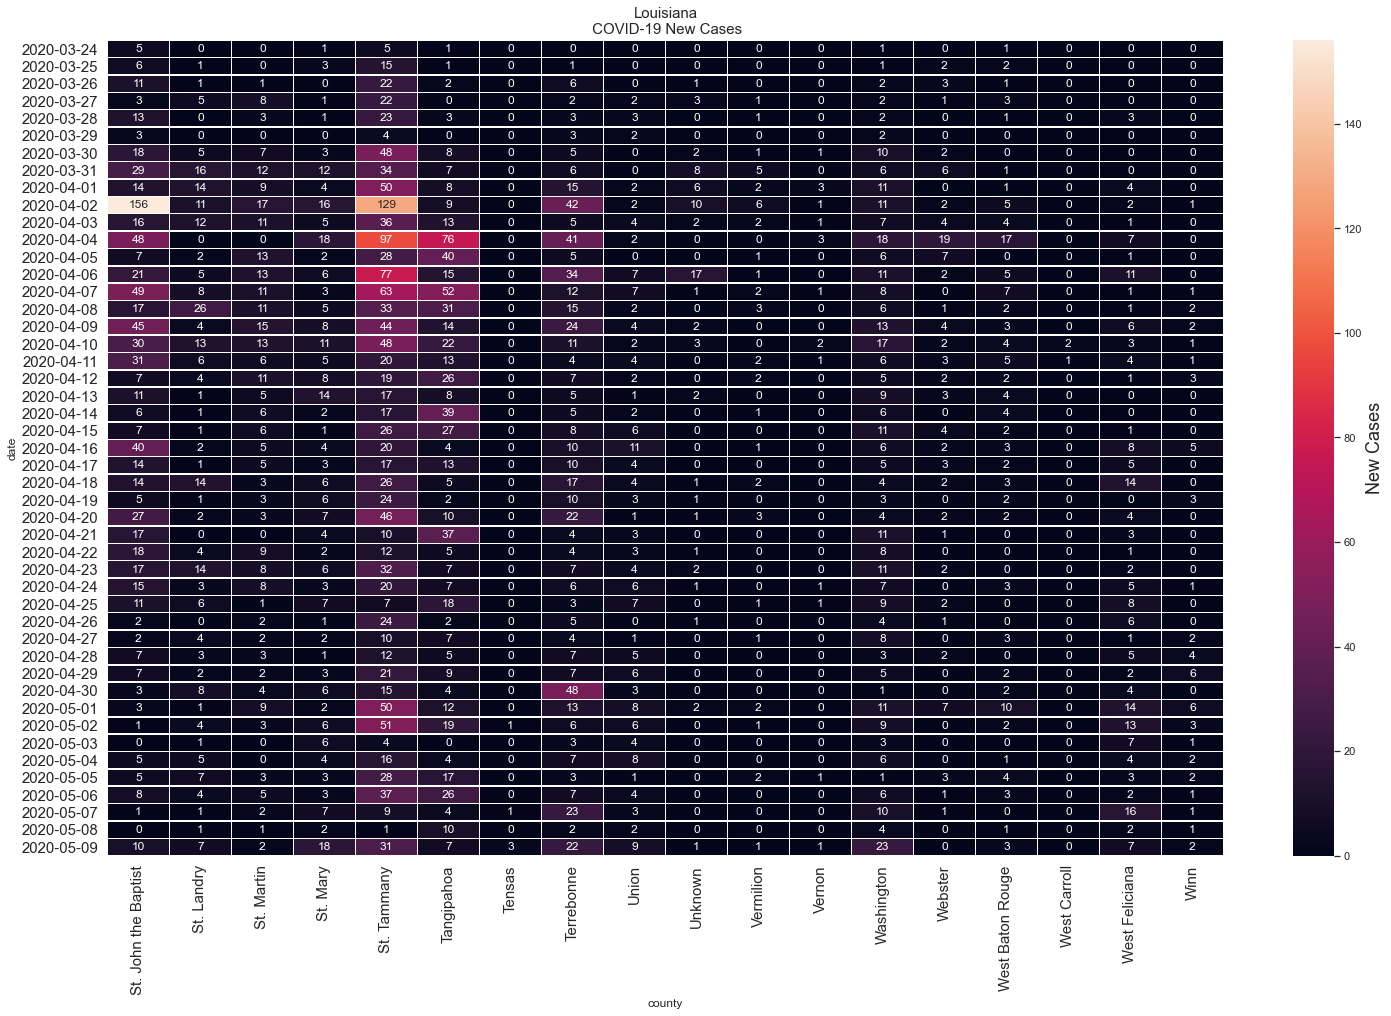 Louisiana
COVID-19 New Cases
2020-03-24 5 0 0 1 5 1 0 0 0 0 0 0 1 0 1 0 0 0
2020-03-25 6 1 0 3 15 1 0 1 0 0 0 0 1 2 2 0 0 0
2020-03-26 11 1 1 0 22 2 0 6 0 1 0 0 2 3 1 0 0 0
2020-03-27 3 5 8 1 22 0 0 2 2 3 1 0 2 1 3 0 0 0
2020-03-28 13 0 3 1 23 3 0 3 3 0 1 0 2 0 1 0 3 0
2020-03-29 3 0 0 0 4 0 0 3 2 0 0 0 2 0 0 0 0 0
2020-03-30 18 5 7 3 48 8 0 5 0 2 1 1 10 2 0 0 0 0
2020-03-31 29 16 12 12 34 7 0 6 0 8 5 0 6 6 1 0 0 0
2020-04-01 14 14 9 4 50 8 0 15 2 6 2 3 11 0 1 0 4 0
2020-04-02 156 11 17 16 129 9 0 42 2 10 6 1 11 2 5 0 2 1
2020-04-03 16 12 11 5 36 13 0 5 4 2 2 1 7 4 4 0 1 0
2020-04-04 48 0 0 18 97 76 0 41 2 0 0 3 18 19 17 0 7 0
2020-04-05 7 2 13 2 28 40 0 5 0 0 1 0 6 7 0 0 1 0
2020-04-06 21 5 13 6 77 15 0 34 7 17 1 0 11 2 5 0 11 0
2020-04-07 49 8 11 3 63 52 0 12 7 1 2 1 8 0 7 0 1 1
2020-04-08 17 26 11 5 33 31 0 15 2 0 3 0 6 1 2 0 1 2
2020-04-09 45 4 15 8 44 14 0 24 4 2 0 0 13 4 3 0 6 2
2020-04-10 30 13 13 11 48 22 0 11 2 3 0 2 17 2 4 2 3 1
2020-04-11 31 6 6 5 20 13 0 4 4 0 2 1 6 3 5 1 4 1
2020-04-12 7 4 11 8 19 26 0 7 2 0 2 0 5 2 2 0 1 3
2020-04-13 11 1 5 14 17 8 0 5 1 2 0 0 9 3 4 0 0 0
2020-04-14 6 1 6 2 17 39 0 5 2 0 1 0 6 0 4 0 0 0
2020-04-15 7 1 6 1 26 27 0 8 6 0 0 0 11 4 2 0 1 0
2020-04-16 40 2 5 4 20 4 0 10 11 0 1 0 6 2 3 0 8 5
2020-04-17 14 1 5 3 17 13 0 10 4 0 0 0 5 3 2 0 5 0
2020-04-18 14 14 3 6 26 5 0 17 4 1 2 0 4 2 3 0 14 0
2020-04-19 5 1 3 6 24 2 0 10 3 1 0 0 3 0 2 0 0 3
2020-04-20 27 2 3 7 46 10 0 22 1 1 3 0 4 2 2 0 4 0
2020-04-21 17 0 0 4 10 37 0 4 3 0 0 0 11 1 0 0 3 0
2020-04-22 18 4 9 2 12 5 0 4 3 1 0 0 8 0 0 0 1 0
2020-04-23 17 14 8 6 32 7 0 7 4 2 0 0 11 2 0 0 2 0
2020-04-24 15 3 8 3 20 7 0 6 6 1 0 1 7 0 3 0 5 1
2020-04-25 11 6 1 7 7 18 0 3 7 0 1 1 9 2 0 0 8 0
2020-04-26 2 0 2 1 24 2 0 5 0 1 0 0 4 1 0 0 6 0
2020-04-27 2 4 2 2 10 7 0 4 1 0 1 0 8 0 3 0 1 2
2020-04-28 7 3 3 1 12 5 0 7 5 0 0 0 3 2 0 0 5 4
2020-04-29 7 2 2 3 21 9 0 7 6 0 0 0 5 0 2 0 2 6
2020-04-30 3 8 4 6 15 4 0 48 3 0 0 0 1 0 2 0 4 0
2020-05-01 3 1 9 2 50 12 0 13 8 2 2 0 11 7 10 0 14 6
2020-05-02 1 4 3 6 51 19 1 6 6 0 1 0 9 0 2 0 13 3
2020-05-03 0 1 0 6 4 0 0 3 4 0 0 0 3 0 0 0 7 1
2020-05-04 5 5 0 4 16 4 0 7 8 0 0 0 6 0 1 0 4 2
2020-05-05 5 7 3 3 28 17 0 3 1 0 2 1 1 3 4 0 3 2
2020-05-06 8 4 5 3 37 26 0 7 4 0 0 0 6 1 3 0 2 1
2020-05-07 1 1 2 7 9 4 1 23 3 0 0 0 10 1 0 0 16 1
2020-05-08 0 1 1 2 1 10 0 2 2 0 0 0 4 0 1 0 2 1
2020-05-09 10 7 2 18 31 7 3 22 9 1 1 1 23 0 3 0 7 2
date
St. John the Baptist
St. Landry
St. Martin
St. Mary
St. Tammany
Tangipahoa
Tensas
Terrebonne
Union
Unknown
Vermilion
Vernon
Washington
Webster
West Baton Rouge
West Carroll
West Feliciana
Winn
county
140
120
100
80
60
40
20
0
New Cases